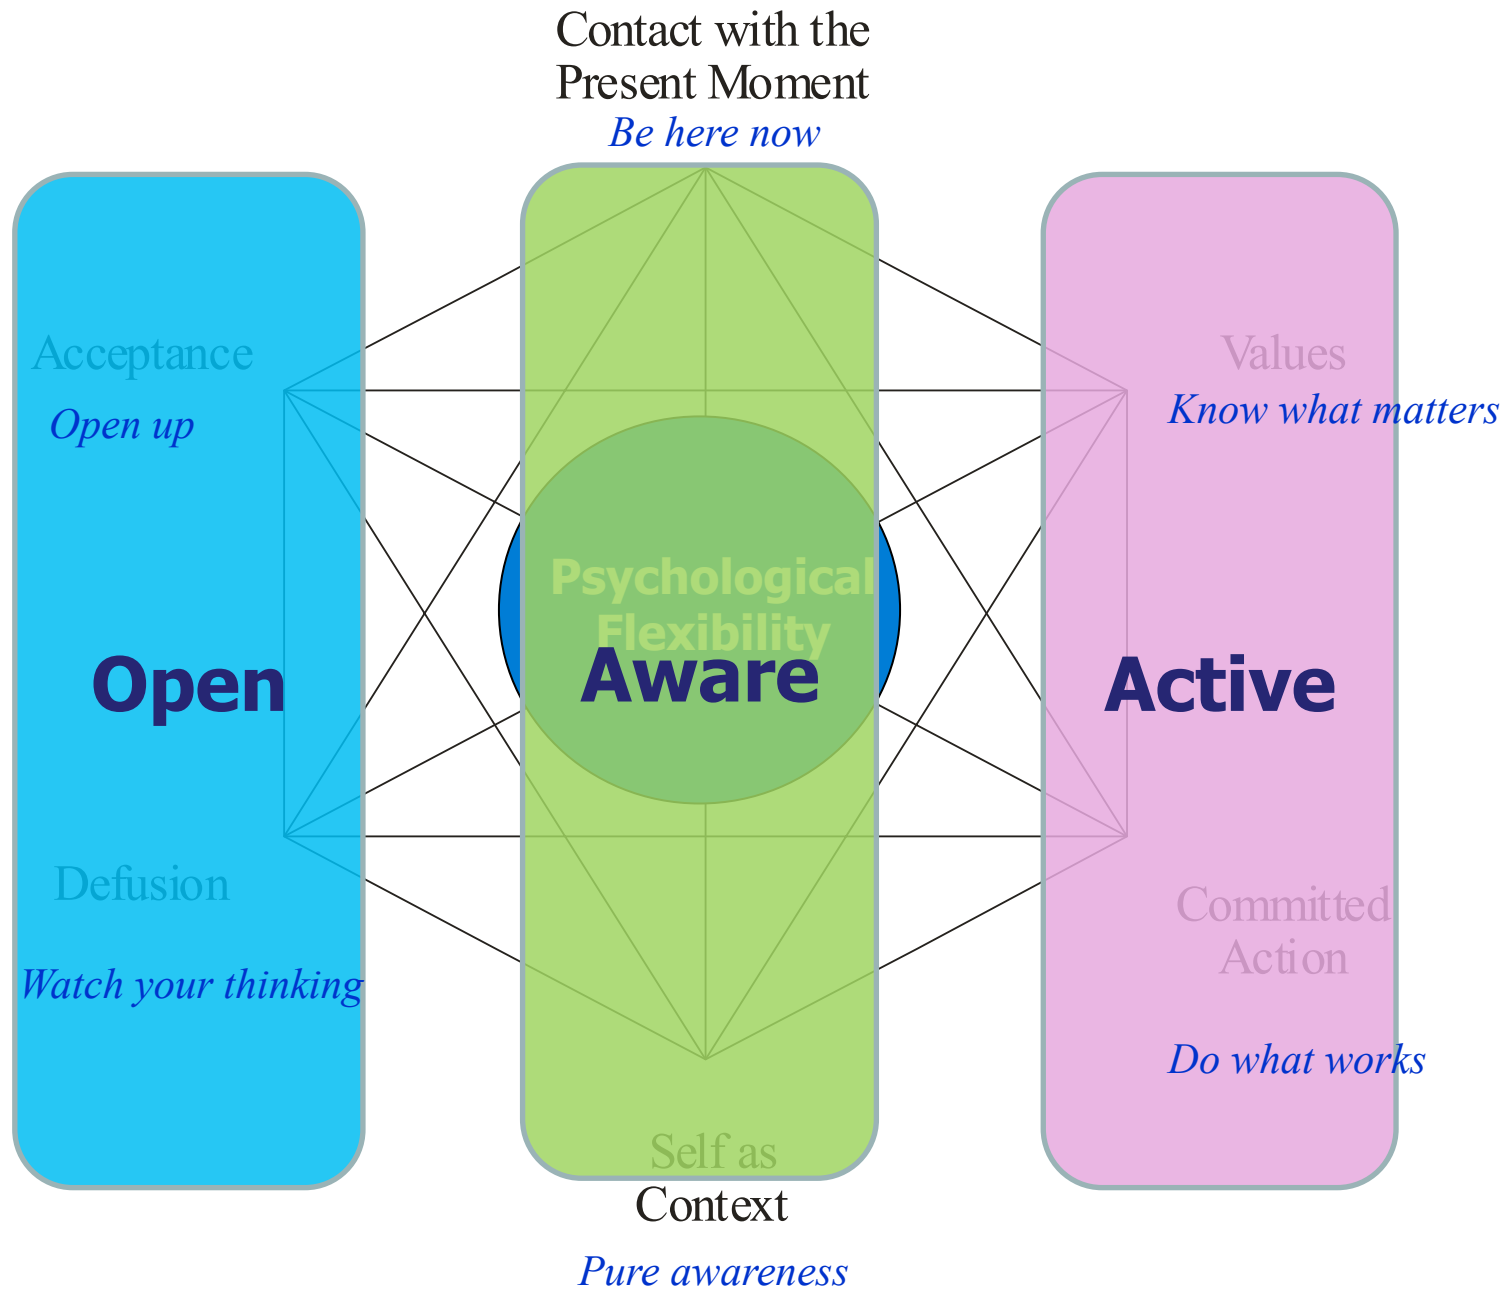 Contact with the
Present Moment
Be here now
Acceptance
Open up
Values
Know what matters
Psychological
Flexibility
Open
Aware
Active
Defusion
Watch your thinking
Committed
Action
Do what works
Self as
Context
Pure awareness